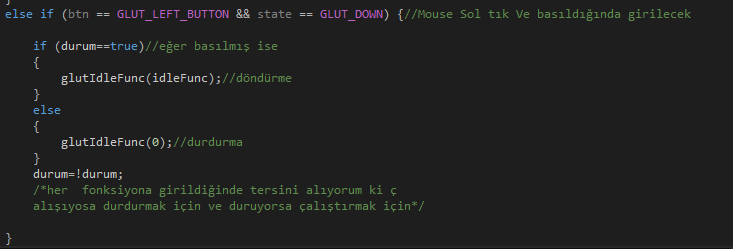 else if (btn == GLUT_LEFT_BUTTON && state == GLUT_DOWN) {//Mouse Sol tık Ve basıldığında girilecek
if (durum==true)//eğer basılmış ise
{
glutIdleFunc(idleFunc);//döndürme
}
else
{
glutIdleFunc(0);//durdurma
}
durum=!durum;
/*her fonksiyona girildiğinde tersini alıyorum ki ç
alışıyosa durdurmak için ve duruyorsa çalıştırmak için*/
}